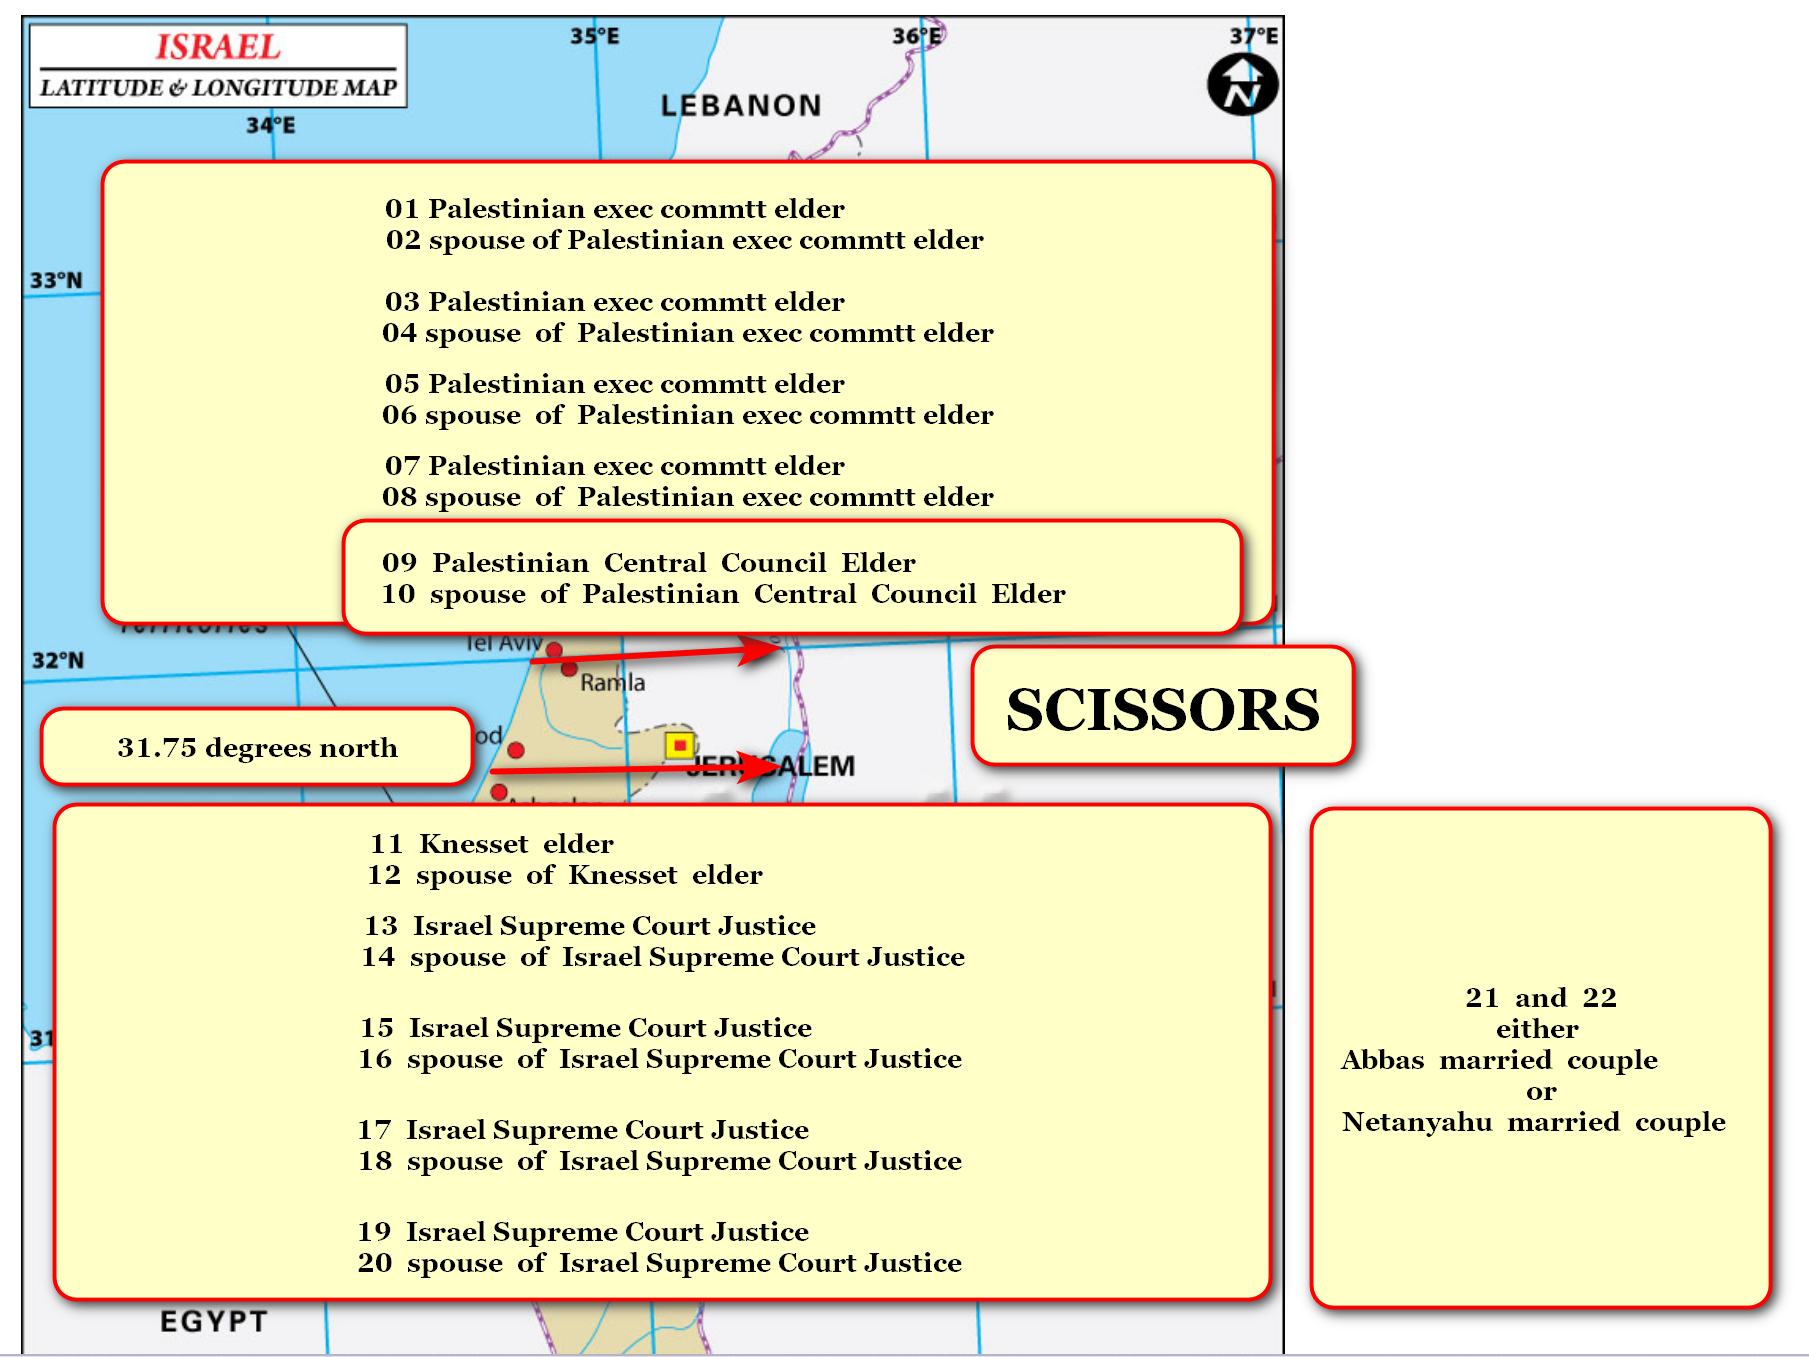 ISRAEL
LATITUDE & LONGITUDE MAP
34°E
35°E
36°E
37°E
N
LEBANON
01 Palestinian exec commtt elder
02 spouse of Palestinian exec commtt elder
33°N
03 Palestinian exec commtt elder
04 spouse of Palestinian exec commtt elder
05 Palestinian exec commtt elder
06 spouse of Palestinian exec commtt elder
07 Palestinian exec commtt elder
08 spouse of Palestinian exec commtt elder
09 Palestinian Central Council Elder
10 spouse of Palestinian Central Council Elder
Territories
Tel Aviv
32°N
Ramla
SCISSORS
31.75 degrees north
od
JERUSALEM
11 Knesset elder
12 spouse of Knesset elder
13 Israel Supreme Court Justice
14 spouse of Israel Supreme Court Justice
15 Israel Supreme Court Justice
16 spouse of Israel Supreme Court Justice
31
17 Israel Supreme Court Justice
18 spouse of Israel Supreme Court Justice
19 Israel Supreme Court Justice
20 spouse of Israel Supreme Court Justice
21 and 22
either
Abbas married couple
or
Netanyahu married couple
EGYPT